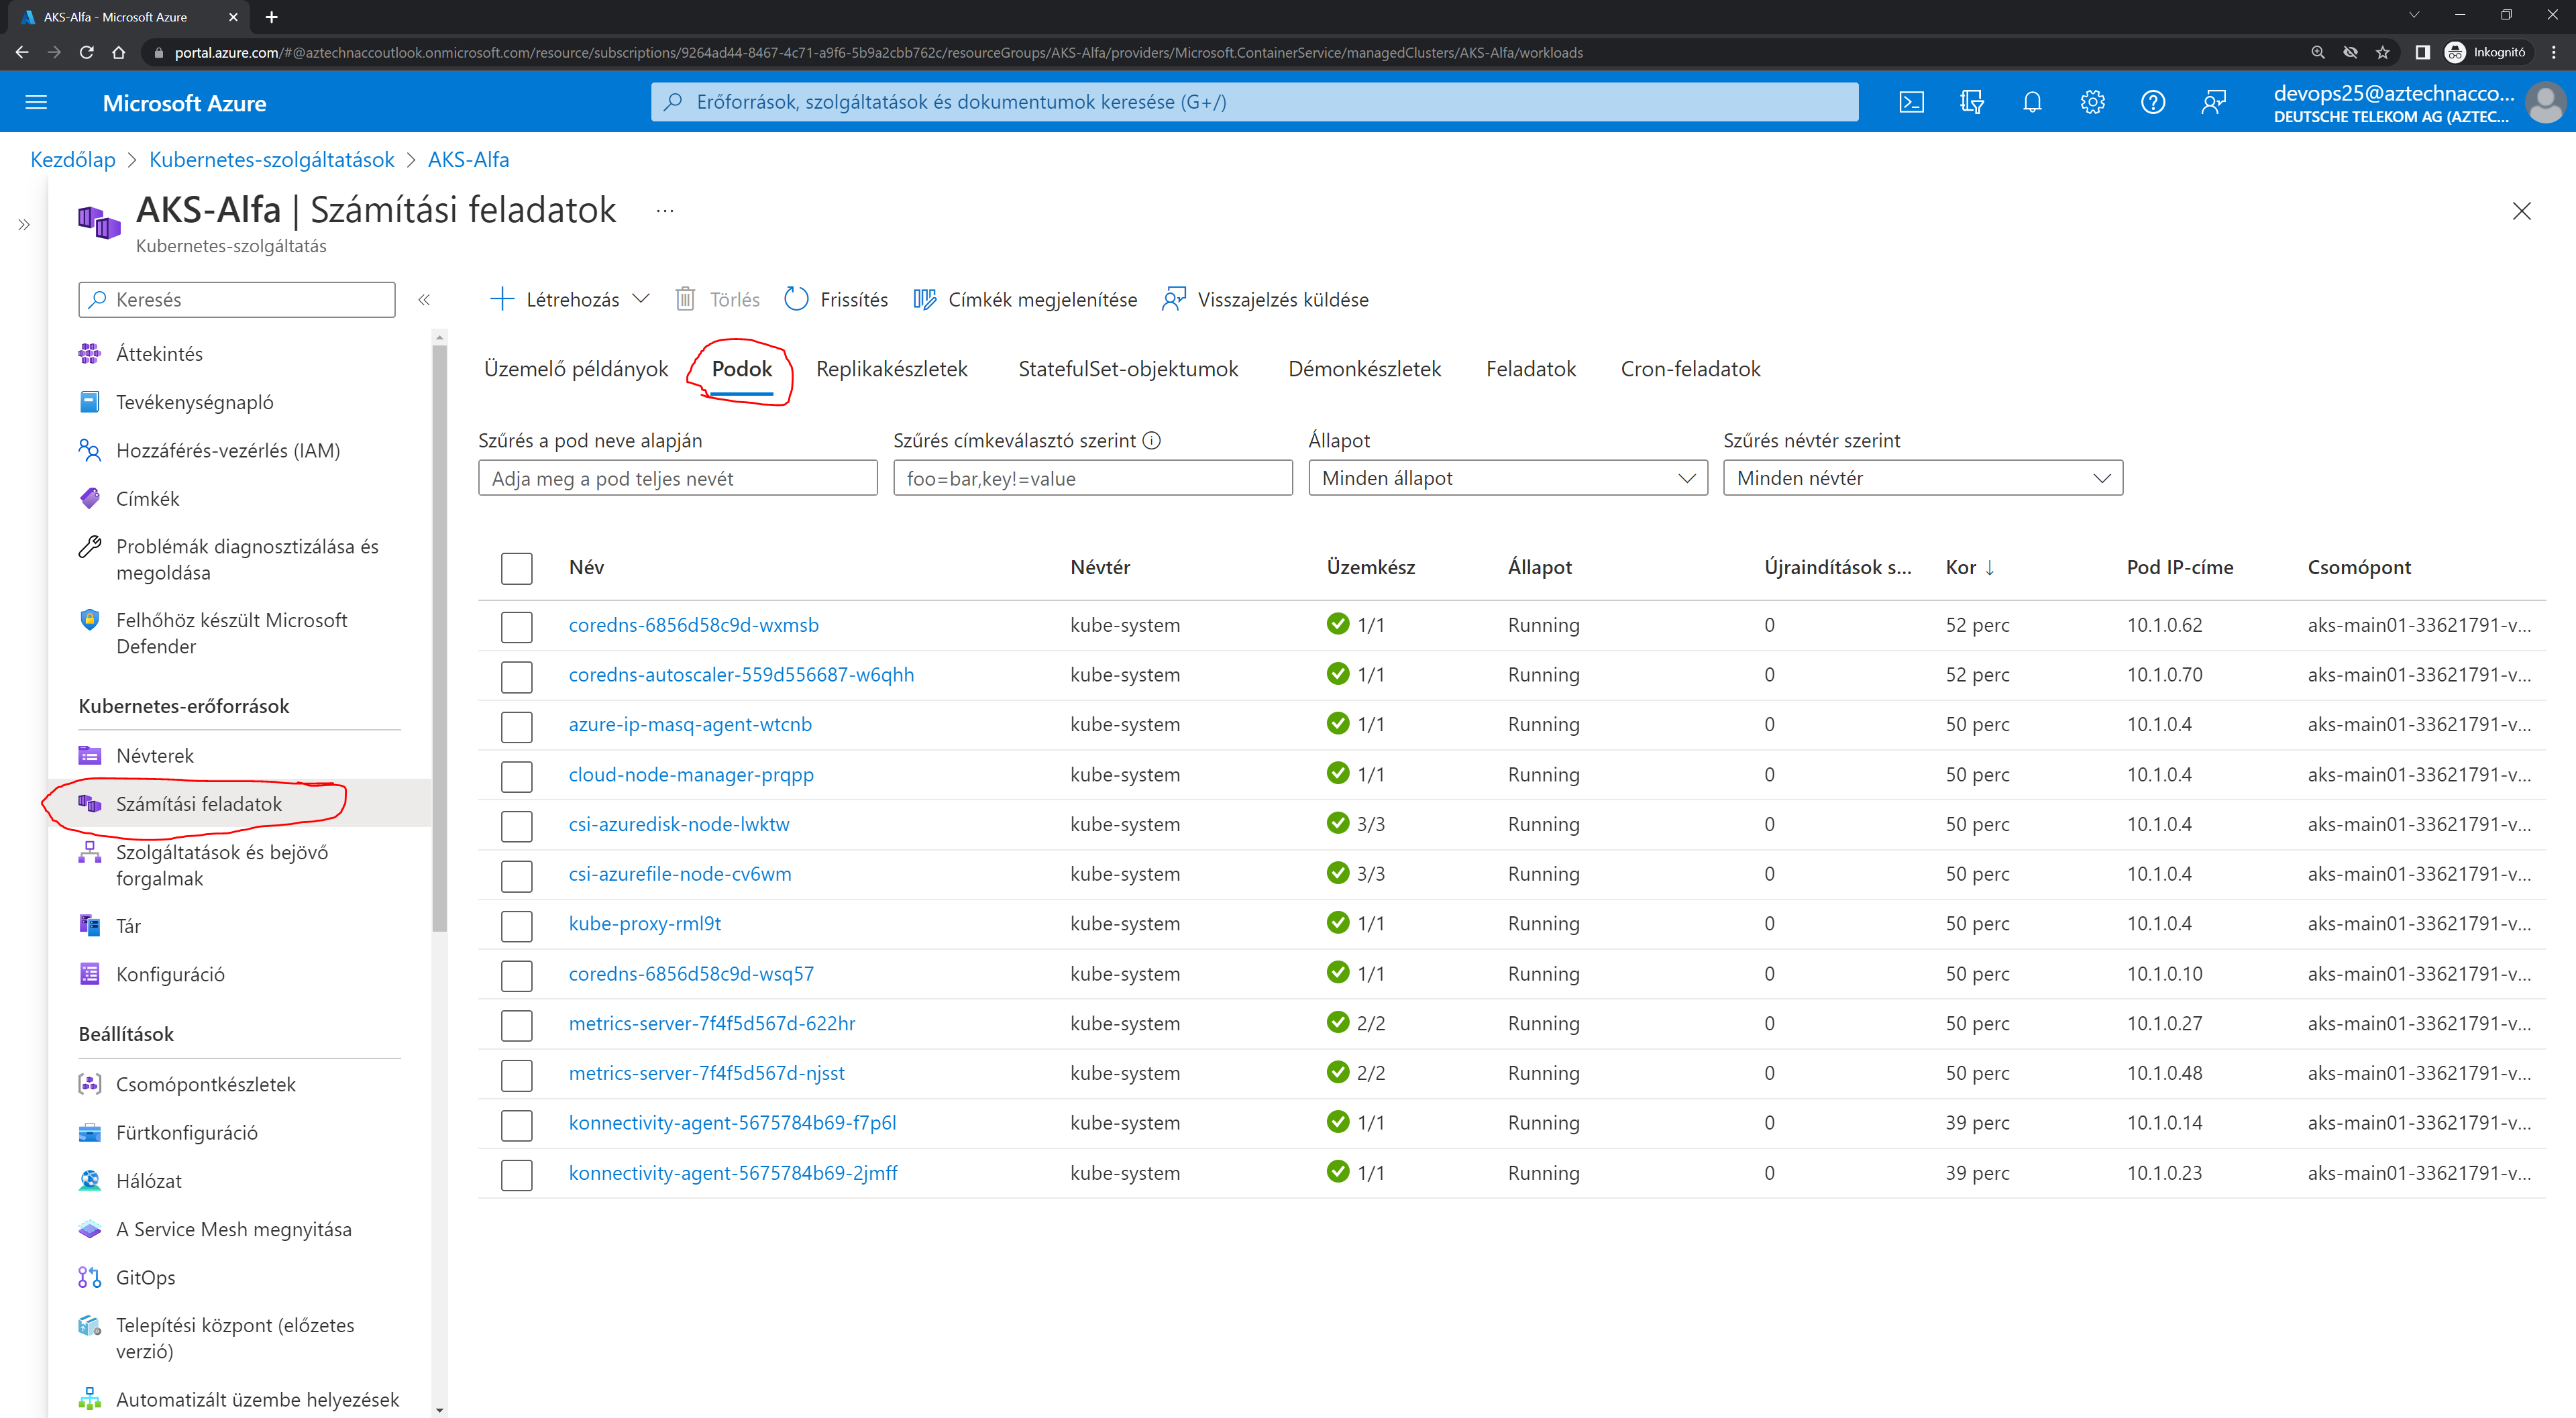 AKS-Alfa - Microsoft Azure
portal.azure.com/#@aztechnaccoutlook.onmicrosoft.com/resource/subscriptions/9264ad44-8467-4c71-a9f6-5b9a2cbb762c/resourceGroups/AKS-Alfa/providers/Microsoft.ContainerService/managedClusters/AKS-Alfa/workloads
Inkognitó
Microsoft Azure
Erőforrások, szolgáltatások és dokumentumok keresése (G+/)
devops25@aztechnacco...
DEUTSCHE TELEKOM AG (AZTEC...
Kezdőlap > Kubernetes-szolgáltatások > AKS-Alfa
AKS-Alfa | Számítási feladatok ...
Kubernetes-szolgáltatás
Keresés
Áttekintés
Tevékenységnapló
Hozzáférés-vezérlés (IAM)
Címkék
Problémák diagnosztizálása és
megoldása
Felhőhöz készült Microsoft
Defender
Kubernetes-erőforrások
Névterek
Számítási feladatok
Szolgáltatások és bejövő
forgalmak
Tár
Konfiguráció
Beállítások
Csomópontkészletek
Fürtkonfiguráció
Hálózat
A Service Mesh megnyitása
GitOps
Telepítési központ (előzetes
verzió)
Automatizált üzembe helyezések
Létrehozás Törlés Frissítés Címkék megjelenítése Visszajelzés küldése
Üzemelő példányok Podok Replikakészletek StatefulSet-objektumok Démonkészletek Feladatok Cron-feladatok
Szűrés a pod neve alapján Szűrés címkeválasztó szerint Állapot Szűrés névtér szerint
Adja meg a pod teljes nevét foo=bar,key!=value Minden állapot Minden névtér
Név Névtér Üzemkész Állapot Újraindítások s... Kor ↓ Pod IP-címe Csomópont
coredns-6856d58c9d-wxmsb kube-system 1/1 Running 0 52 perc 10.1.0.62 aks-main01-33621791-v...
coredns-autoscaler-559d556687-w6qhh kube-system 1/1 Running 0 52 perc 10.1.0.70 aks-main01-33621791-v...
azure-ip-masq-agent-wtcnb kube-system 1/1 Running 0 50 perc 10.1.0.4 aks-main01-33621791-v...
cloud-node-manager-prqpp kube-system 1/1 Running 0 50 perc 10.1.0.4 aks-main01-33621791-v...
csi-azuredisk-node-lwktw kube-system 3/3 Running 0 50 perc 10.1.0.4 aks-main01-33621791-v...
csi-azurefile-node-cv6wm kube-system 3/3 Running 0 50 perc 10.1.0.4 aks-main01-33621791-v...
kube-proxy-rml9t kube-system 1/1 Running 0 50 perc 10.1.0.4 aks-main01-33621791-v...
coredns-6856d58c9d-wsq57 kube-system 1/1 Running 0 50 perc 10.1.0.10 aks-main01-33621791-v...
metrics-server-7f4f5d567d-622hr kube-system 2/2 Running 0 50 perc 10.1.0.27 aks-main01-33621791-v...
metrics-server-7f4f5d567d-njsst kube-system 2/2 Running 0 50 perc 10.1.0.48 aks-main01-33621791-v...
konnectivity-agent-5675784b69-f7p6l kube-system 1/1 Running 0 39 perc 10.1.0.14 aks-main01-33621791-v...
konnectivity-agent-5675784b69-2jmff kube-system 1/1 Running 0 39 perc 10.1.0.23 aks-main01-33621791-v...